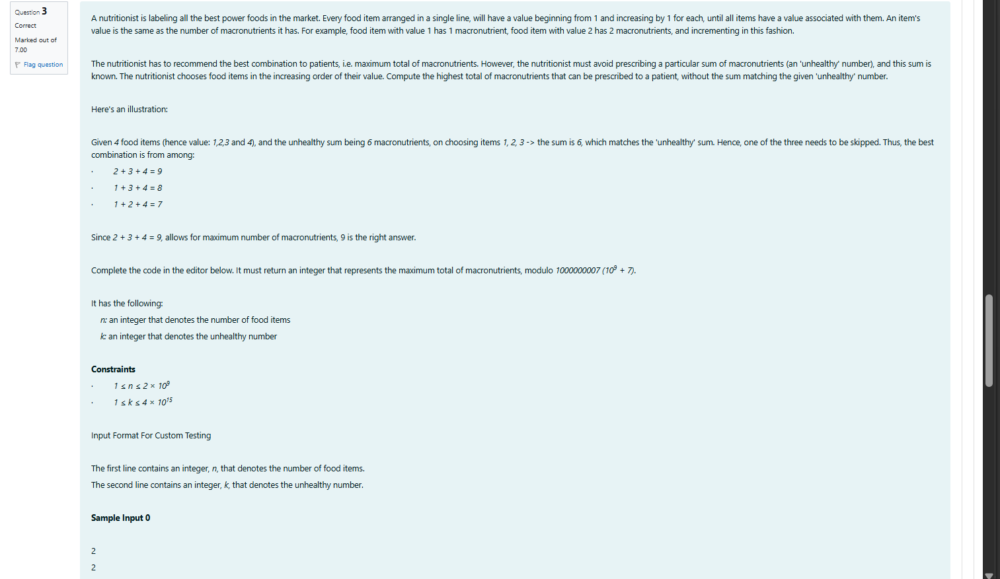 Question 3
Correct
Marked out of
7.00
Flag question
A nutritionist is labeling all the best power foods in the market. Every food item arranged in a single line, will have a value beginning from 1 and increasing by 1 for each, until all items have a value associated with them. An item's
value is the same as the number of macronutrients it has. For example, food item with value 1 has 1 macronutrient, food item with value 2 has 2 macronutrients, and incrementing in this fashion.
The nutritionist has to recommend the best combination to patients, i.e. maximum total of macronutrients. However, the nutritionist must avoid prescribing a particular sum of macronutrients (an 'unhealthy' number), and this sum is
known. The nutritionist chooses food items in the increasing order of their value. Compute the highest total of macronutrients that can be prescribed to a patient, without the sum matching the given 'unhealthy' number.
Here's an illustration:
Given 4 food items (hence value: 1,2,3 and 4), and the unhealthy sum being 6 macronutrients, on choosing items 1, 2, 3 -> the sum is 6, which matches the 'unhealthy' sum. Hence, one of the three needs to be skipped. Thus, the best
combination is from among:
· 2 + 3 + 4 = 9
· 1 + 3 + 4 = 8
· 1 + 2 + 4 = 7
Since 2 + 3 + 4 = 9, allows for maximum number of macronutrients, 9 is the right answer.
Complete the code in the editor below. It must return an integer that represents the maximum total of macronutrients, modulo 1000000007 (10⁹ + 7).
It has the following:
n: an integer that denotes the number of food items
k: an integer that denotes the unhealthy number
Constraints
· 1 ≤ n ≤ 2 × 10⁹
· 1 ≤ k ≤ 4 × 10¹⁵
Input Format For Custom Testing
The first line contains an integer, n, that denotes the number of food items.
The second line contains an integer, k, that denotes the unhealthy number.
Sample Input 0
2
2